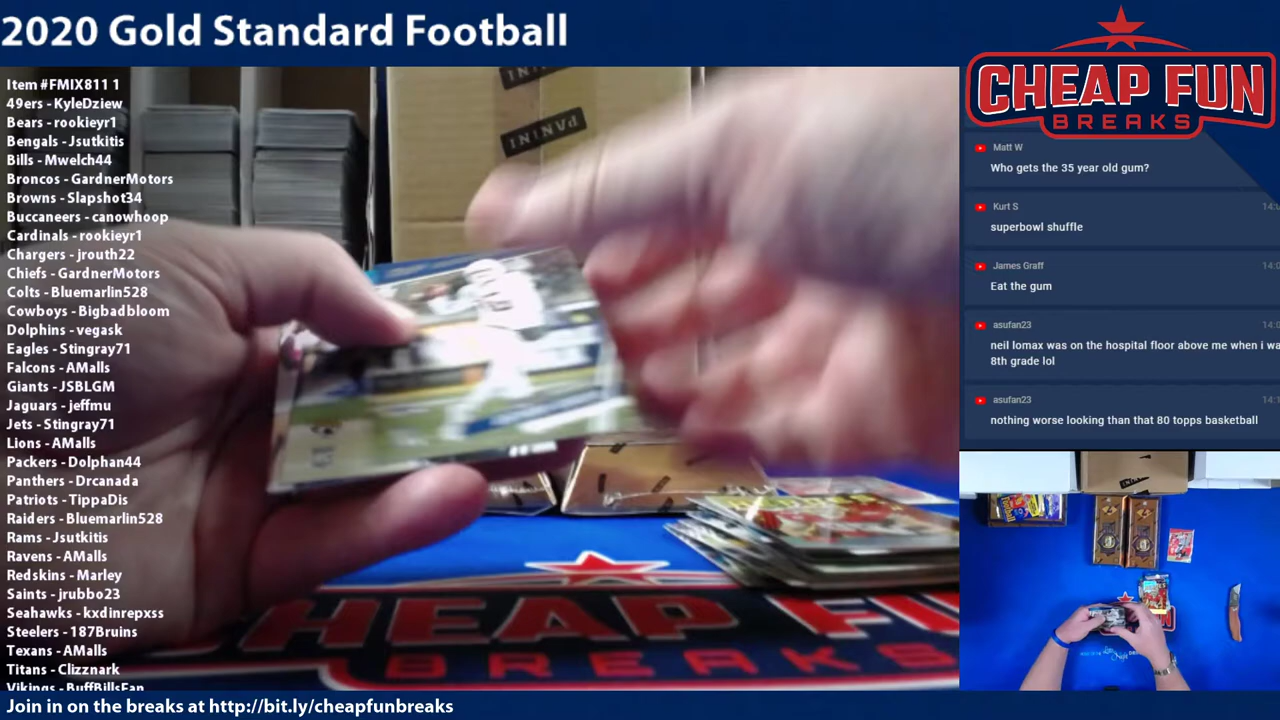 2020 Gold Standard Football
Item #FMIX811 1
49ers - KyleDziew
Bears - rookieyr1
Bengals - Jsutkitis
Bills - Mwelch44
Broncos - GardnerMotors
Browns - Slapshot34
Buccaneers - canowhoop
Cardinals - rookieyr1
Chargers - jrouth22
Chiefs - GardnerMotors
Colts - Bluemarlin528
Cowboys - Bigbadbloom
Dolphins - vegask
Eagles - Stingray71
Falcons - AMalls
Giants - JSBLGM
Jaguars - jeffmu
Jets - Stingray71
Lions - AMalls
Packers - Dolphan44
Panthers - Drcanada
Patriots - TippaDis
Raiders - Bluemarlin528
Rams - Jsutkitis
Ravens - AMalls
Redskins - Marley
Saints - jrubbo23
Seahawks - kxdinrepxss
Steelers - 187Bruins
Texans - AMalls
Titans - Clizznark
Vikings - BuffBillsFan
PANINI
CHEAP FUN
BREAKS
CHEAP FUN
BREAKS
Matt W
Who gets the 35 year old gum?
Kurt S
superbowl shuffle
James Graff
Eat the gum
asufan23
neil lomax was on the hospital floor above me when i wa
8th grade lol
asufan23
nothing worse looking than that 80 topps basketball
Join in on the breaks at http://bit.ly/cheapfunbreaks